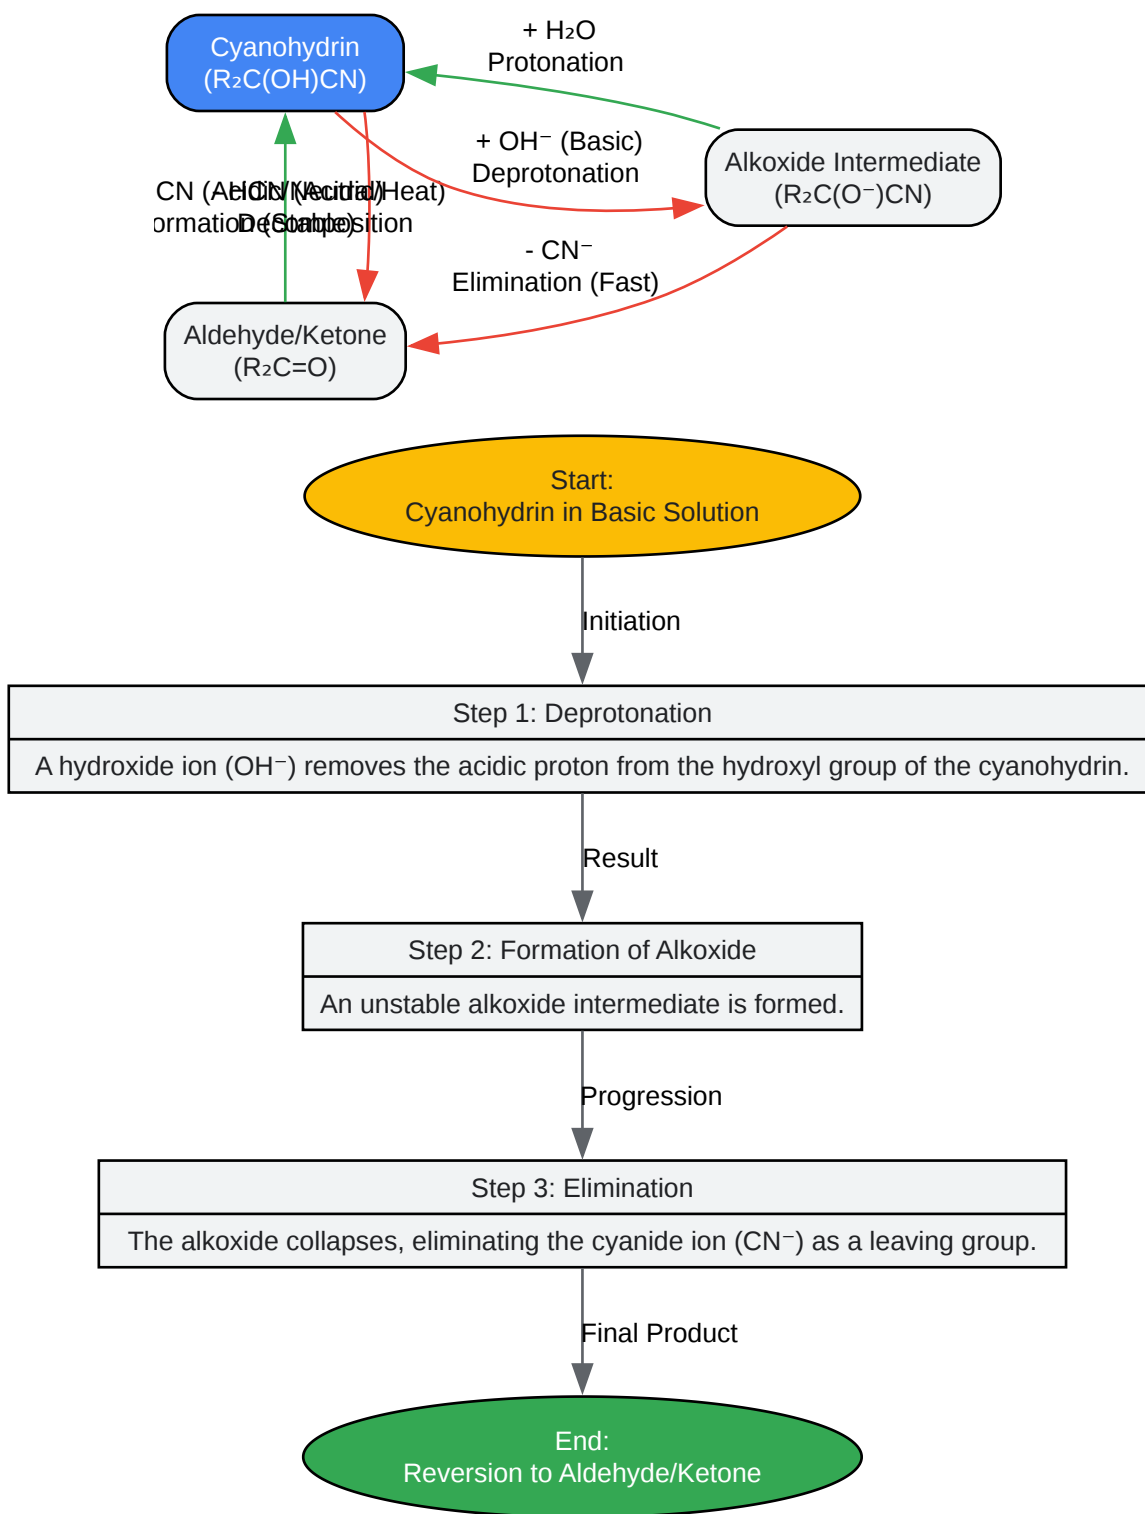 Cyanohydrin
(R₂C(OH)CN)
+ H₂O
Protonation
+ OH⁻ (Basic)
Deprotonation
Alkoxide Intermediate
(R₂C(O⁻)CN)
- CN⁻
Elimination (Fast)
Aldehyde/Ketone
(R₂C=O)
Start:
Cyanohydrin in Basic Solution
Initiation
Step 1: Deprotonation
A hydroxide ion (OH⁻) removes the acidic proton from the hydroxyl group of the cyanohydrin.
Result
Step 2: Formation of Alkoxide
An unstable alkoxide intermediate is formed.
Progression
Step 3: Elimination
The alkoxide collapses, eliminating the cyanide ion (CN⁻) as a leaving group.
Final Product
End:
Reversion to Aldehyde/Ketone